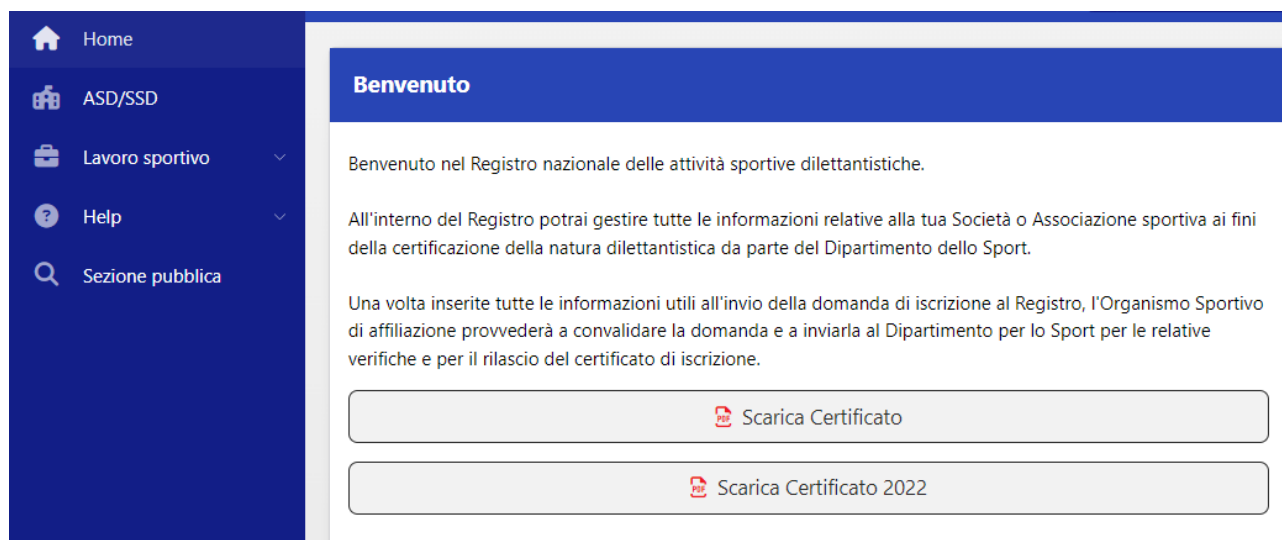 Home
ASD/SSD
Lavoro sportivo
Help
Sezione pubblica
Benvenuto
Benvenuto nel Registro nazionale delle attività sportive dilettantistiche.
All'interno del Registro potrai gestire tutte le informazioni relative alla tua Società o Associazione sportiva ai fini
della certificazione della natura dilettantistica da parte del Dipartimento dello Sport.
Una volta inserite tutte le informazioni utili all'invio della domanda di iscrizione al Registro, l'Organismo Sportivo
di affiliazione provvederà a convalidare la domanda e a inviarla al Dipartimento per lo Sport per le relative
verifiche e per il rilascio del certificato di iscrizione.
PDF Scarica Certificato
PDF Scarica Certificato 2022